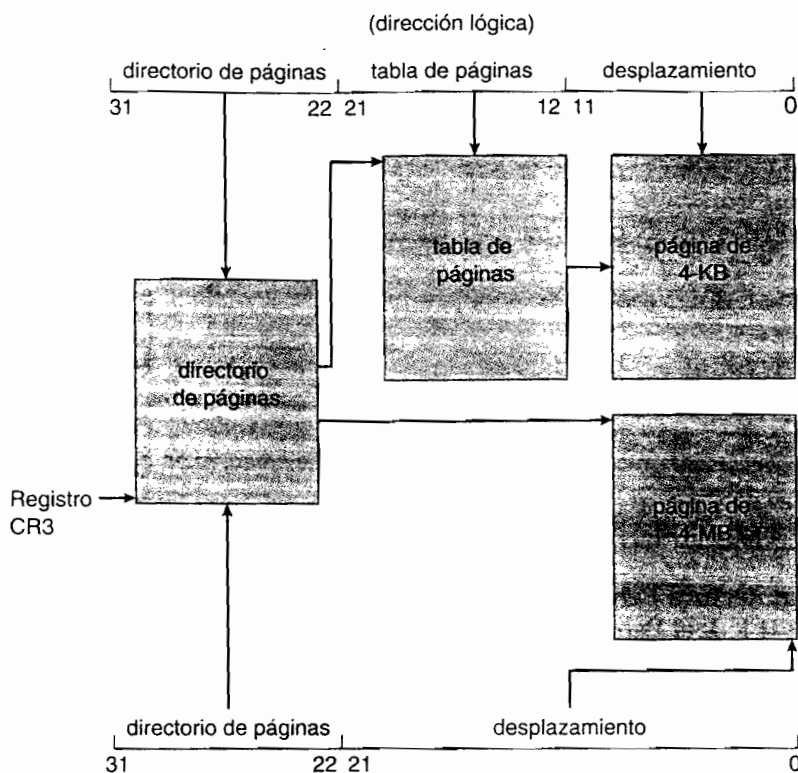 (dirección lógica)
directorio de páginas tabla de páginas desplazamiento
31 22 21 12 11 0
tabla de
páginas
página de
4-KB
directorio
de páginas
Registro
CR3
página de
4-MB
directorio de páginas desplazamiento
31 22 21 0